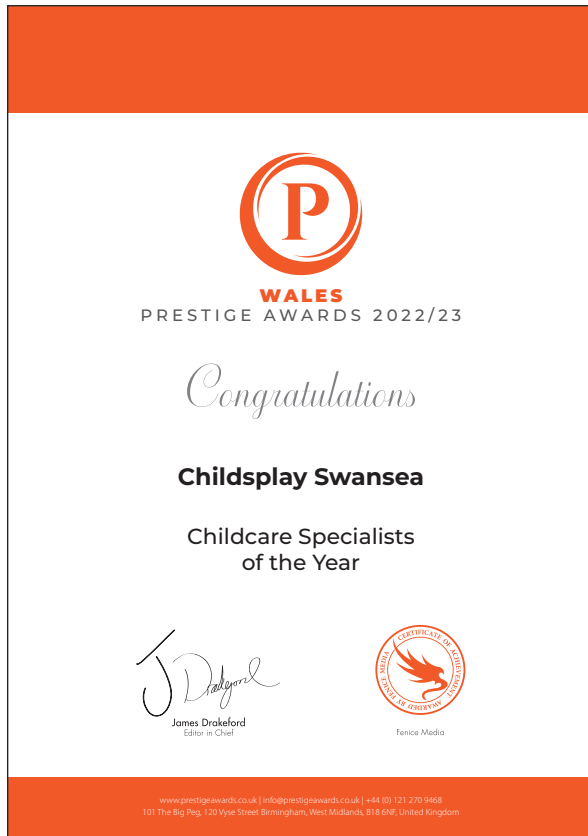 P
WALES
PRESTIGE AWARDS 2022/23
Congratulations
Childsplay Swansea
Childcare Specialists
of the Year
J Drakeford
James Drakeford
Editor in Chief
CERTIFICATE OF ACHIEVEMENT
AWARDED BY FENICE MEDIA
Fenice Media
www.prestigeawards.co.uk | info@prestigeawards.co.uk | +44 (0) 121 270 9468
101 The Big Peg, 120 Vyse Street Birmingham, West Midlands, B18 6NF, United Kingdom